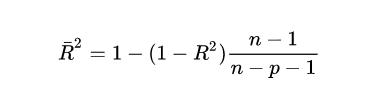 R̄² = 1 − (1 − R²) (n − 1)/(n − p − 1)